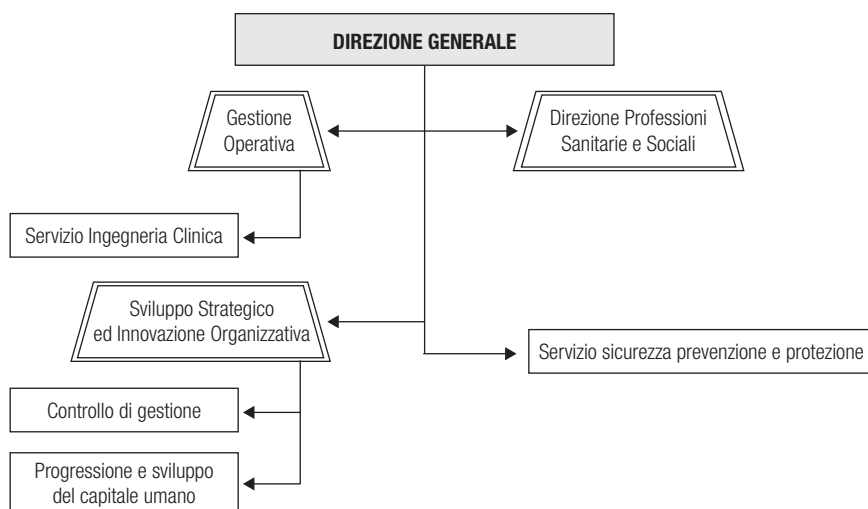 DIREZIONE GENERALE
Gestione
Operativa
Direzione Professioni
Sanitarie e Sociali
Servizio Ingegneria Clinica
Sviluppo Strategico
ed Innovazione Organizzativa
Servizio sicurezza prevenzione e protezione
Controllo di gestione
Progressione e sviluppo
del capitale umano